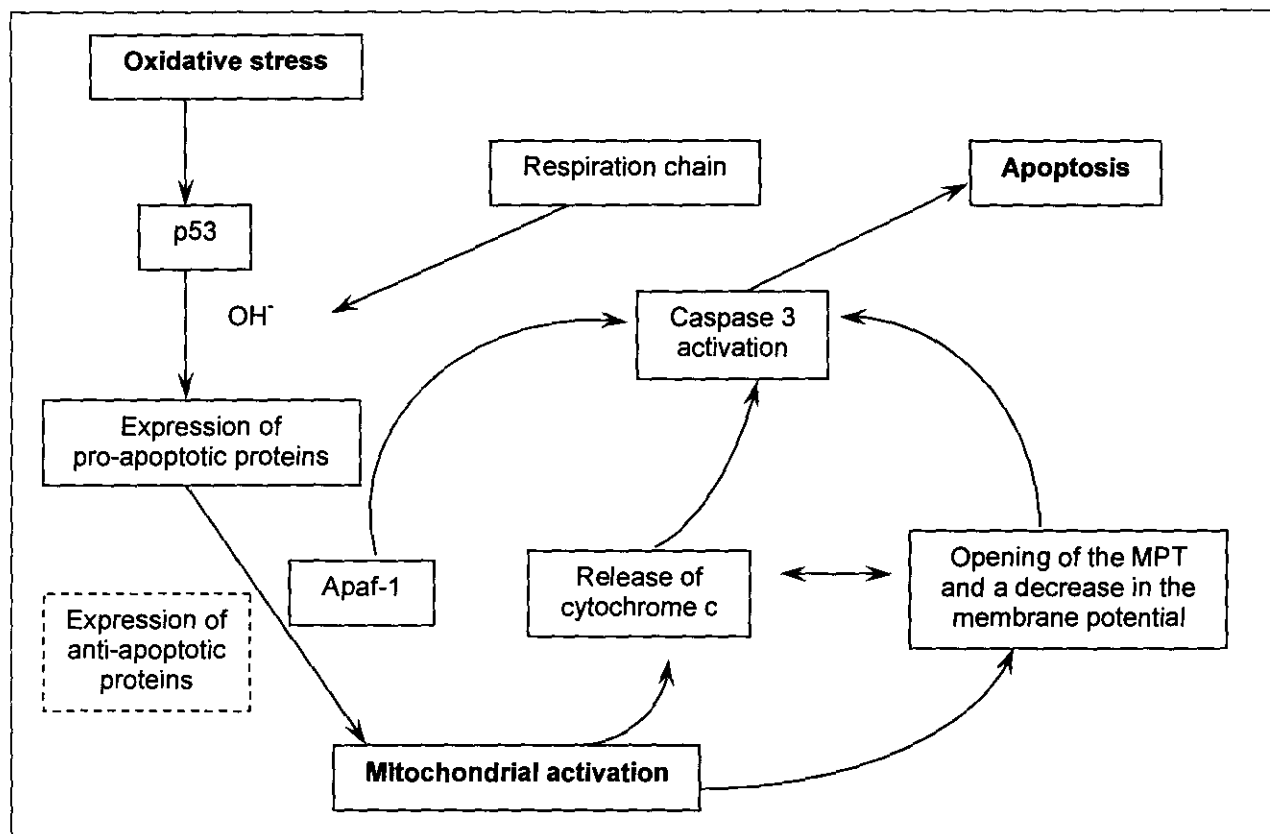 Oxidative stress
Respiration chain
Apoptosis
p53
OH⁻
Caspase 3
activation
Expression of
pro-apoptotic proteins
Apaf-1
Release of
cytochrome c
Opening of the MPT
and a decrease in the
membrane potential
Expression of
anti-apoptotic
proteins
Mitochondrial activation